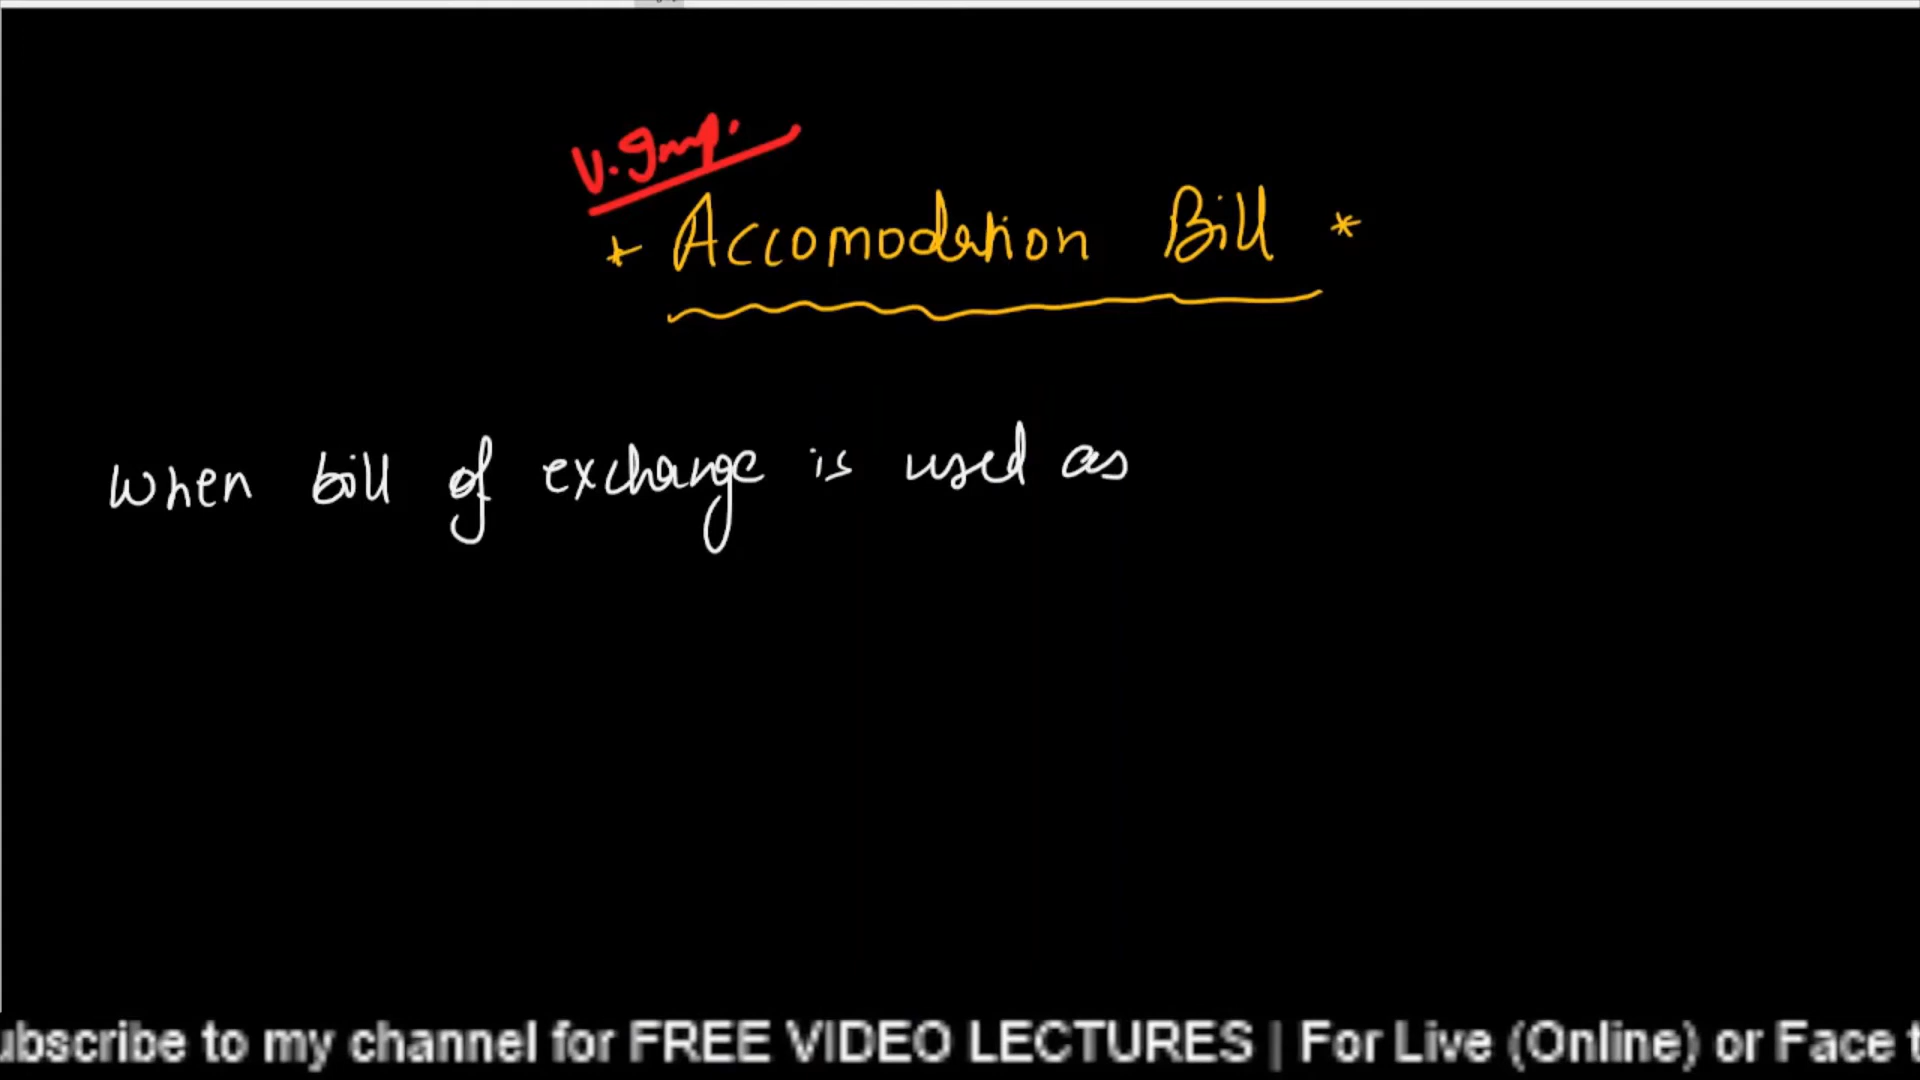 V. Imp.
* Accomodation Bill *
when bill of exchange is used as
ubscribe to my channel for FREE VIDEO LECTURES | For Live (Online) or Face t